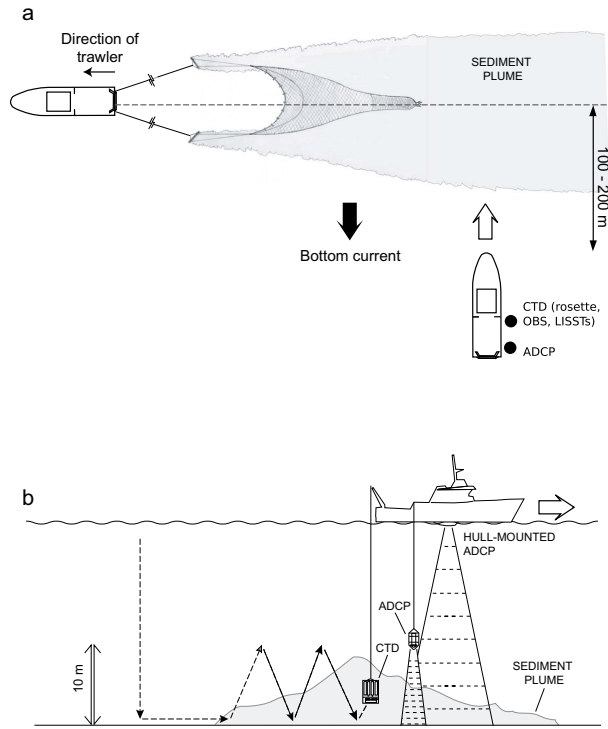 a
Direction of
trawler
SEDIMENT
PLUME
100 - 200 m
Bottom current
CTD (rosette,
OBS, LISSTs)
ADCP
b
HULL-MOUNTED
ADCP
ADCP
CTD
10 m
SEDIMENT
PLUME